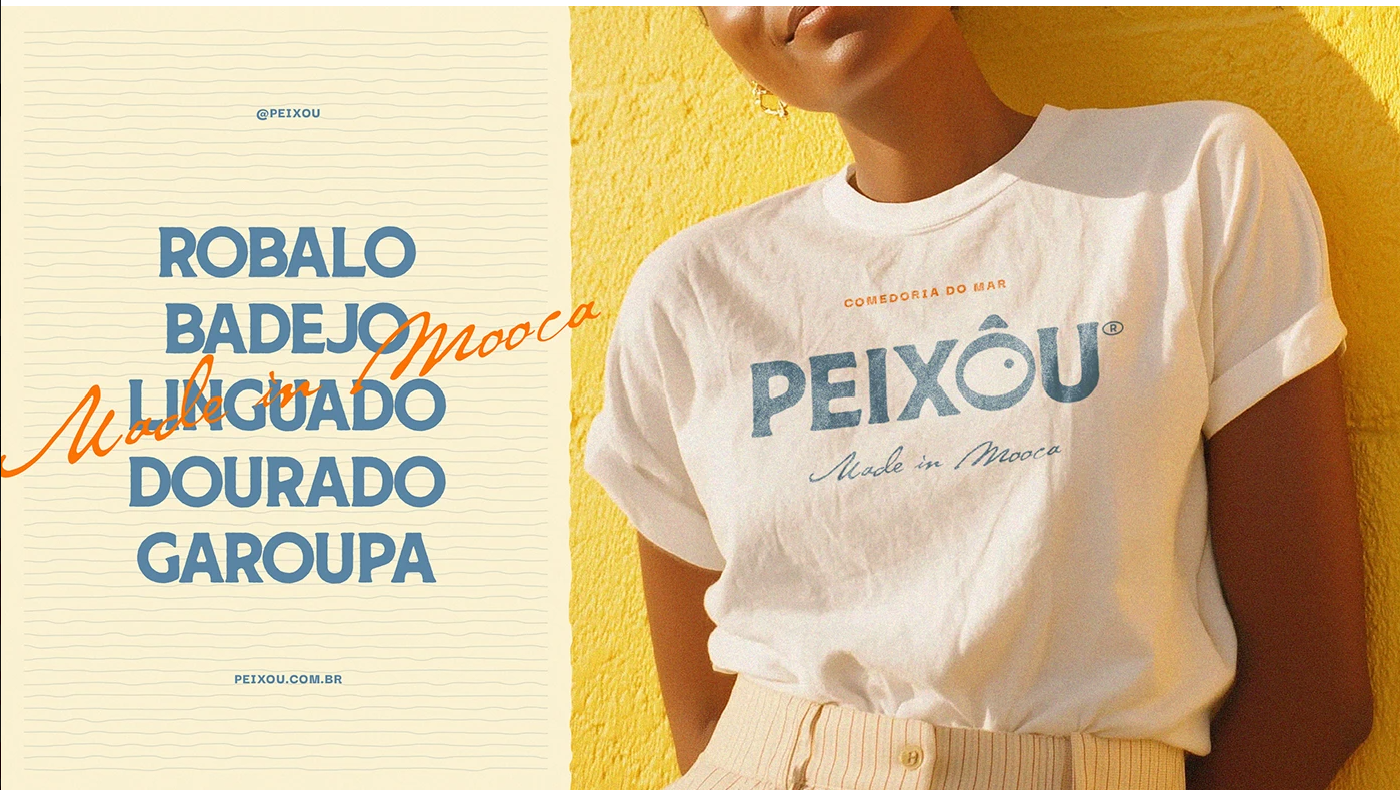 @PEIXOU
ROBALO
BADEJO
LINGUADO
DOURADO
GAROUPA
Made in Mooca
PEIXOU.COM.BR
COMEDORIA DO MAR
PEIXÔU®
Made in Mooca